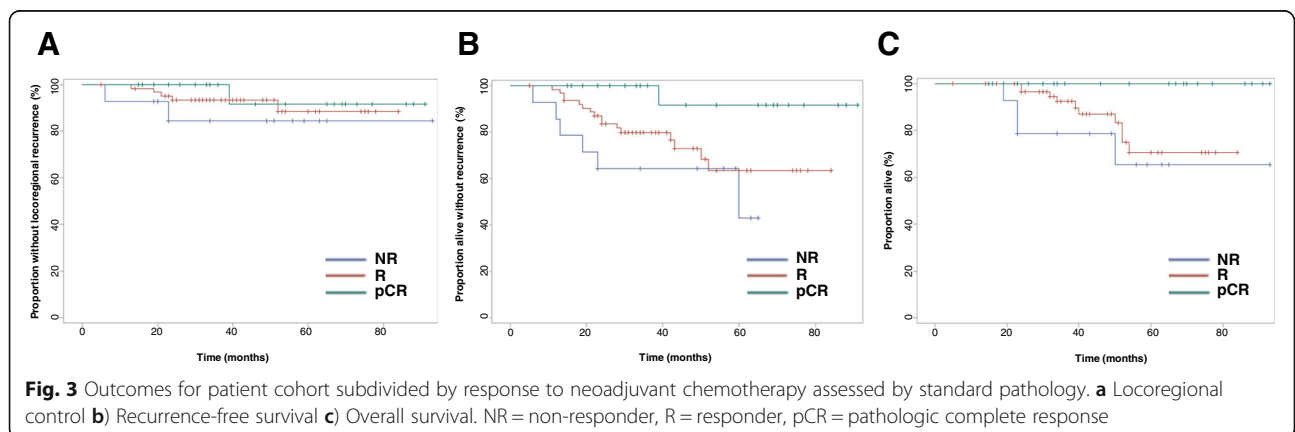 A
B
C
Proportion without locoregional recurrence (%)
100
80
60
40
20
0
0 20 40 60 80
Time (months)
NR
R
pCR
Proportion alive without recurrence (%)
100
80
60
40
20
0
0 20 40 60 80
Time (months)
NR
R
pCR
Proportion alive (%)
100
80
60
40
20
0
0 20 40 60 80
Time (months)
NR
R
pCR
Fig. 3 Outcomes for patient cohort subdivided by response to neoadjuvant chemotherapy assessed by standard pathology. a Locoregional
control b) Recurrence-free survival c) Overall survival. NR = non-responder, R = responder, pCR = pathologic complete response